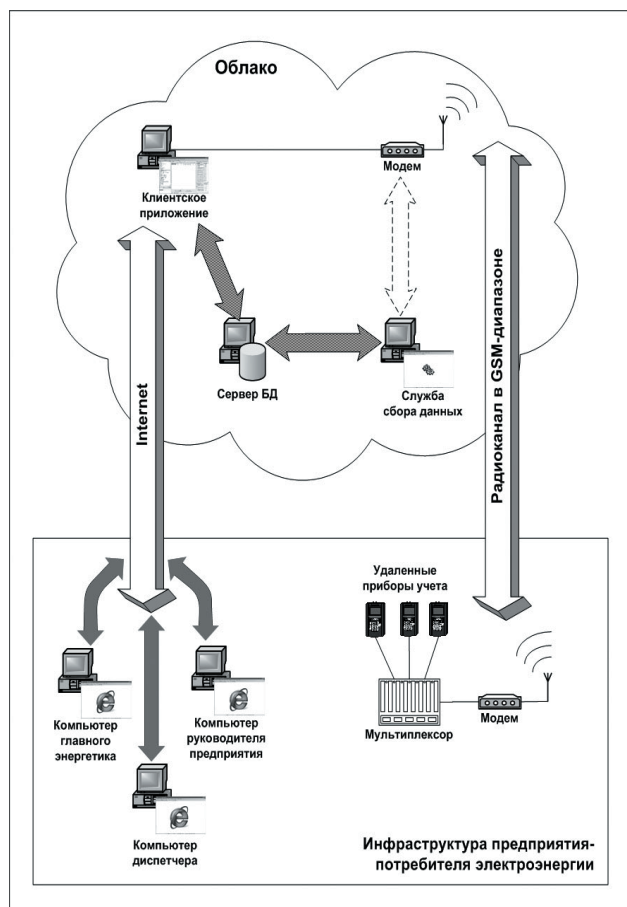 Облако
Модем
Клиентское
приложение
Сервер БД
Служба
сбора данных
Internet
Радиоканал в GSM-диапазоне
Удаленные
приборы учета
Мультиплексор
Модем
Компьютер
главного
энергетика
Компьютер
руководителя
предприятия
Компьютер
диспетчера
Инфраструктура предприятия-
потребителя электроэнергии